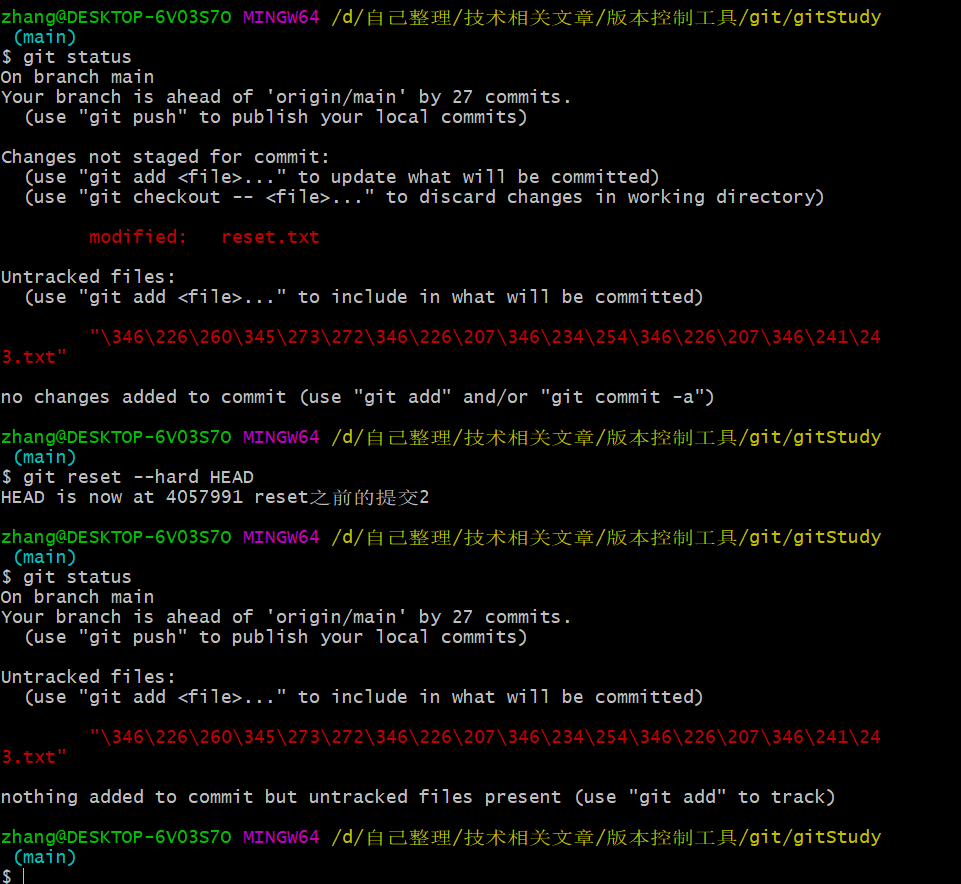 zhang@DESKTOP-6V03S7O MINGW64 /d/自己整理/技术相关文章/版本控制工具/git/gitStudy
(main)
$ git status
On branch main
Your branch is ahead of 'origin/main' by 27 commits.
(use "git push" to publish your local commits)
Changes not staged for commit:
(use "git add <file>..." to update what will be committed)
(use "git checkout -- <file>..." to discard changes in working directory)
modified: reset.txt
Untracked files:
(use "git add <file>..." to include in what will be committed)
"\346\226\260\345\273\272\346\226\207\346\234\254\346\226\207\346\241\24
3.txt"
no changes added to commit (use "git add" and/or "git commit -a")
zhang@DESKTOP-6V03S7O MINGW64 /d/自己整理/技术相关文章/版本控制工具/git/gitStudy
(main)
$ git reset --hard HEAD
HEAD is now at 4057991 reset之前的提交2
zhang@DESKTOP-6V03S7O MINGW64 /d/自己整理/技术相关文章/版本控制工具/git/gitStudy
(main)
$ git status
On branch main
Your branch is ahead of 'origin/main' by 27 commits.
(use "git push" to publish your local commits)
Untracked files:
(use "git add <file>..." to include in what will be committed)
"\346\226\260\345\273\272\346\226\207\346\234\254\346\226\207\346\241\24
3.txt"
nothing added to commit but untracked files present (use "git add" to track)
zhang@DESKTOP-6V03S7O MINGW64 /d/自己整理/技术相关文章/版本控制工具/git/gitStudy
(main)
$